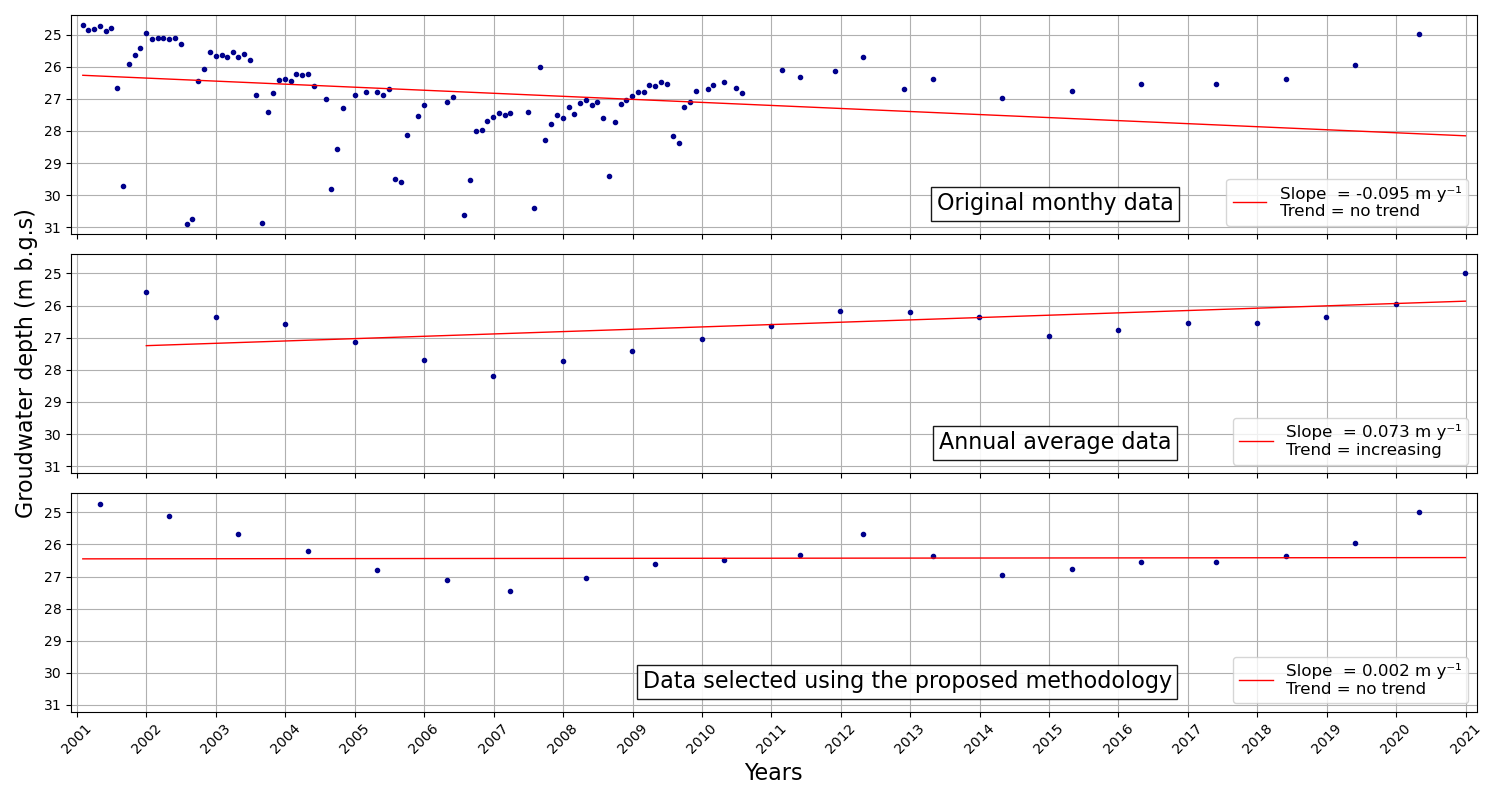 Groudwater depth (m b.g.s)
25
26
27
28
29
30
31
Original monthy data
Slope  = -0.095 m y⁻¹
Trend = no trend
25
26
27
28
29
30
31
Annual average data
Slope  = 0.073 m y⁻¹
Trend = increasing
25
26
27
28
29
30
31
Data selected using the proposed methodology
Slope  = 0.002 m y⁻¹
Trend = no trend
2001 2002 2003 2004 2005 2006 2007 2008 2009 2010 2011 2012 2013 2014 2015 2016 2017 2018 2019 2020 2021
Years